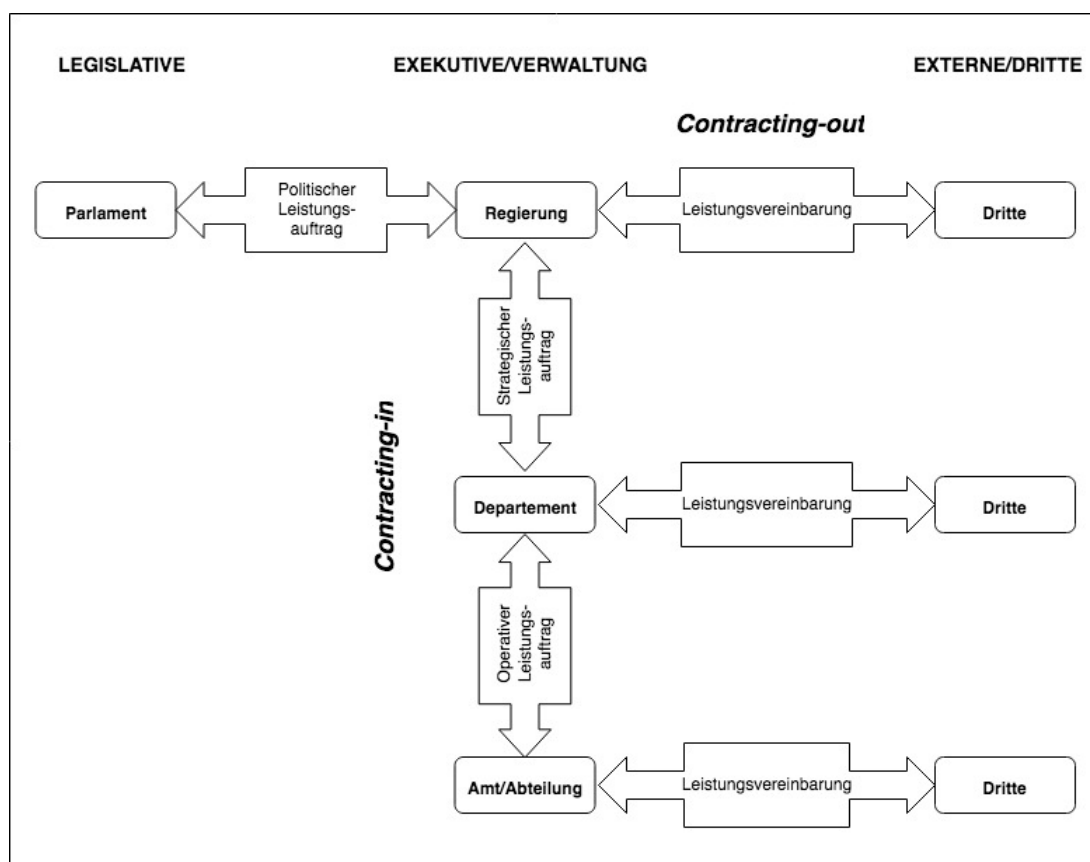 LEGISLATIVE
EXEKUTIVE/VERWALTUNG
EXTERNE/DRITTE
Contracting-out
Parlament
Politischer
Leistungs-
auftrag
Regierung
Leistungsvereinbarung
Dritte
Strategischer
Leistungs-
auftrag
Contracting-in
Departement
Leistungsvereinbarung
Dritte
Operativer
Leistungs-
auftrag
Amt/Abteilung
Leistungsvereinbarung
Dritte